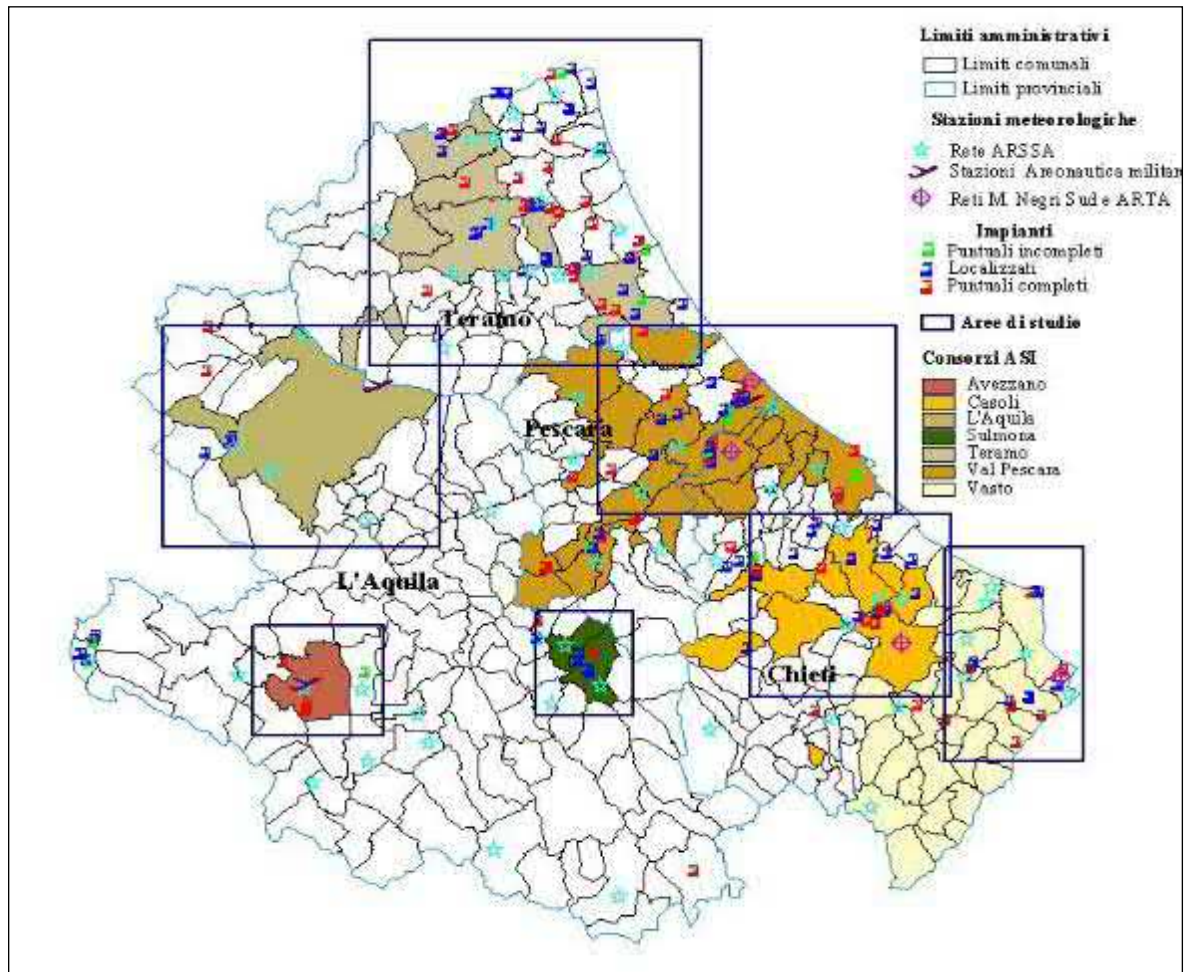 Limiti amministrativi
Limiti comunali
Limiti provinciali
Stazioni meteorologiche
Rete ARSSA
Stazioni Areonautica militare
Reti M. Negri Sud e ARTA
Impianti
Puntuali incompleti
Localizzati
Puntuali completi
Aree di studio
Consorzi ASI
Avezzano
Casoli
L'Aquila
Sulmona
Teramo
Val Pescara
Vasto
Teramo
Pescara
L'Aquila
Chieti